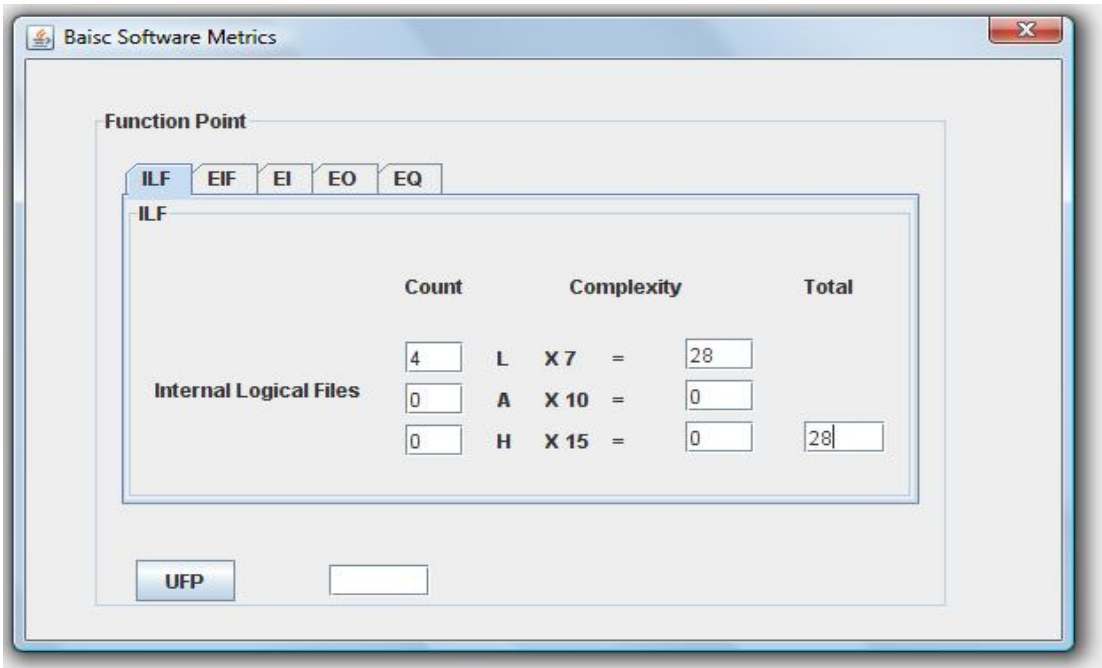 Baisc Software Metrics
Function Point
ILF EIF EI EO EQ
ILF
Count Complexity Total
4 L X 7 = 28
Internal Logical Files
0 A X 10 = 0
0 H X 15 = 0 28
UFP